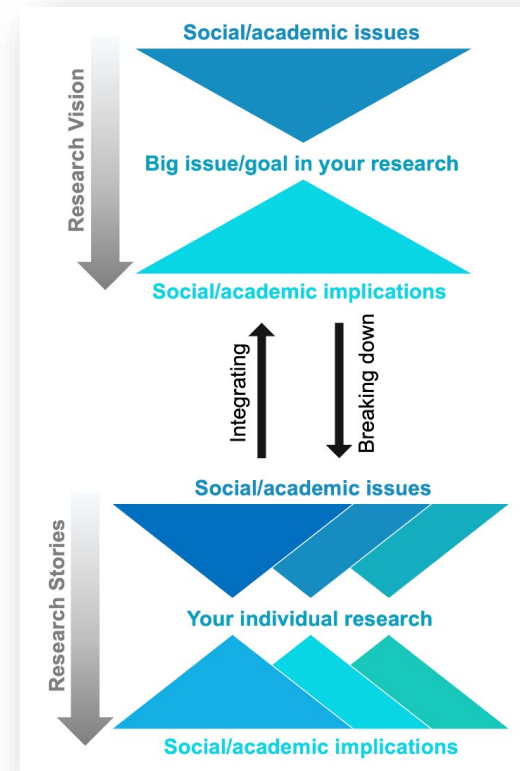 Social/academic issues
Research Vision
Big issue/goal in your research
Social/academic implications
Integrating
Breaking down
Social/academic issues
Research Stories
Your individual research
Social/academic implications